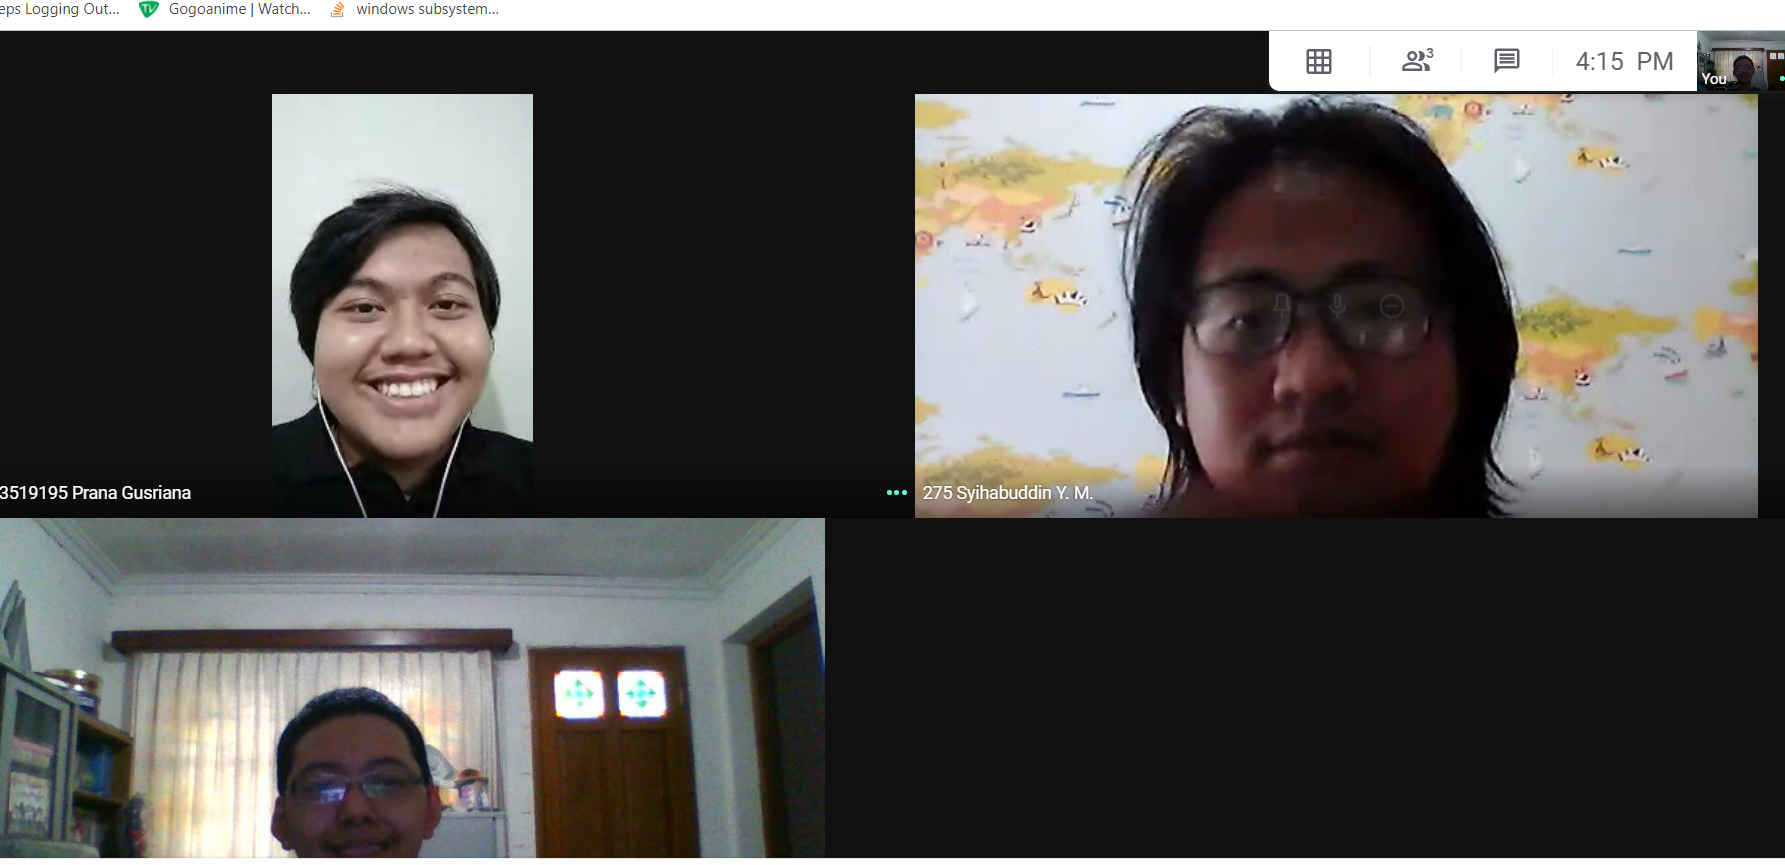 eps Logging Out... Gogoanime | Watch... windows subsystem...
3 4:15 PM
You
3519195 Prana Gusriana
275 Syihabuddin Y. M.